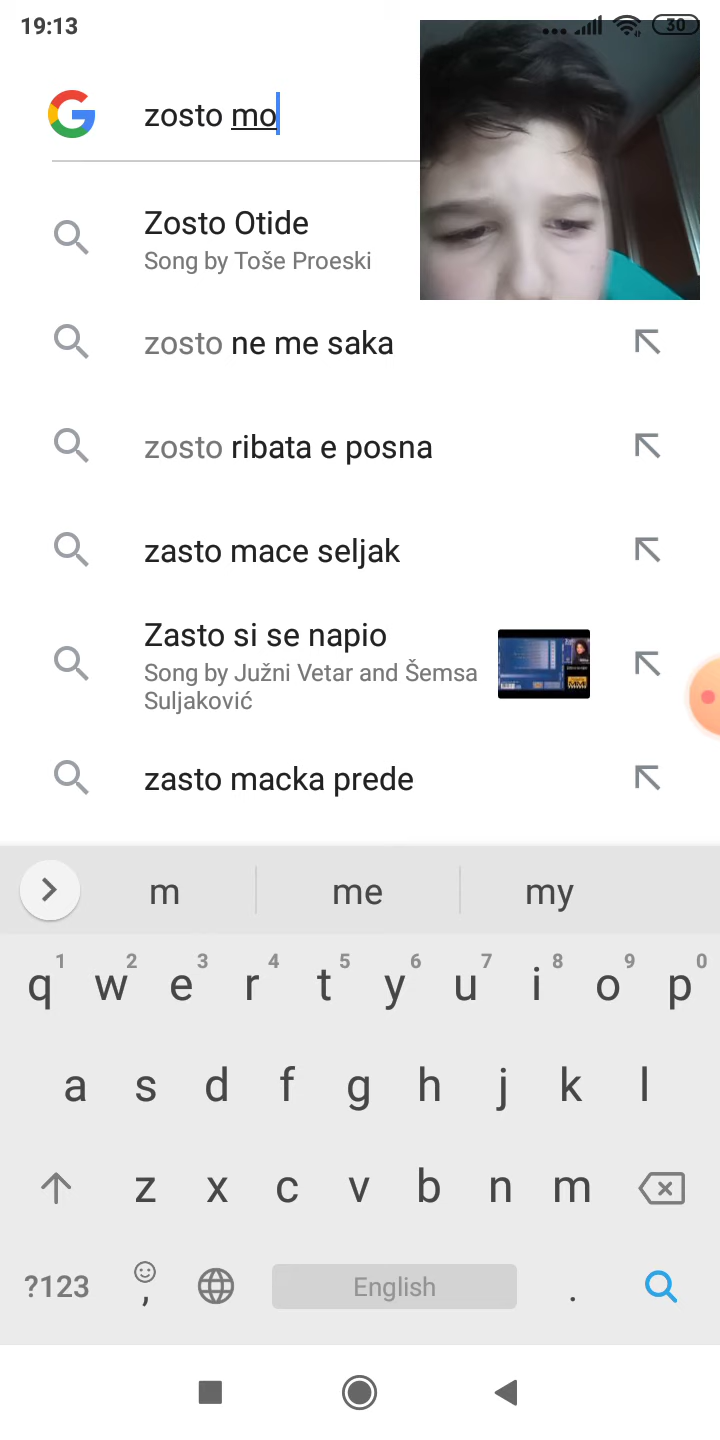 19:13
30
zosto mo
Zosto Otide
Song by Toše Proeski
zosto ne me saka
zosto ribata e posna
zasto mace seljak
Zasto si se napio
Song by Južni Vetar and Šemsa
Suljaković
zasto macka prede
m me my
1 2 3 4 5 6 7 8 9 0
q w e r t y u i o p
a s d f g h j k l
z x c v b n m
?123 , English .